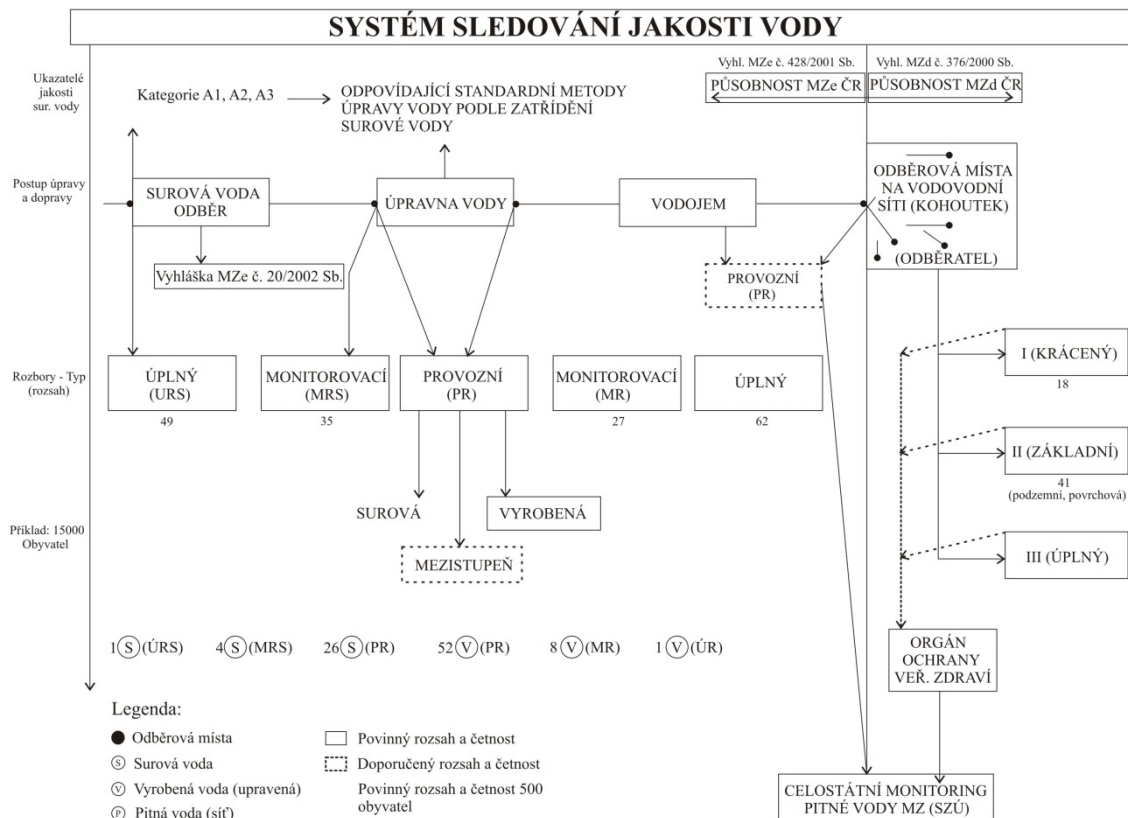 SYSTÉM SLEDOVÁNÍ JAKOSTI VODY
Ukazatelé
jakosti
sur. vody
Kategorie A1, A2, A3
ODPOVÍDAJÍCÍ STANDARDNÍ METODY
ÚPRAVY VODY PODLE ZATŘÍDĚNÍ
SUROVÉ VODY
Vyhl. MZe č. 428/2001 Sb.
PŮSOBNOST MZe ČR
Vyhl. MZd č. 376/2000 Sb.
PŮSOBNOST MZd ČR
Postup úpravy
a dopravy
SUROVÁ VODA
ODBĚR
ÚPRAVNA VODY
VODOJEM
ODBĚROVÁ MÍSTA
NA VODOVODNÍ
SÍTI (KOHOUTEK)
(ODBĚRATEL)
Vyhláška MZe č. 20/2002 Sb.
PROVOZNÍ
(PR)
Rozbory - Typ
(rozsah)
ÚPLNÝ
(URS)
49
MONITOROVACÍ
(MRS)
35
PROVOZNÍ
(PR)
MONITOROVACÍ
(MR)
27
ÚPLNÝ
62
I (KRÁCENÝ)
18
II (ZÁKLADNÍ)
41
(podzemní, povrchová)
III (ÚPLNÝ)
SUROVÁ
VYROBENÁ
MEZISTUPEŇ
Příklad: 15000
Obyvatel
1 S (ÚRS)
4 S (MRS)
26 S (PR)
52 V (PR)
8 V (MR)
1 V (ÚR)
ORGÁN
OCHRANY
VEŘ. ZDRAVÍ
Legenda:
Odběrová místa
S Surová voda
V Vyrobená voda (upravená)
P Pitná voda (síť)
Povinný rozsah a četnost
Doporučený rozsah a četnost
Povinný rozsah a četnost 500
obyvatel
CELOSTÁTNÍ MONITORING
PITNÉ VODY MZ (SZÚ)